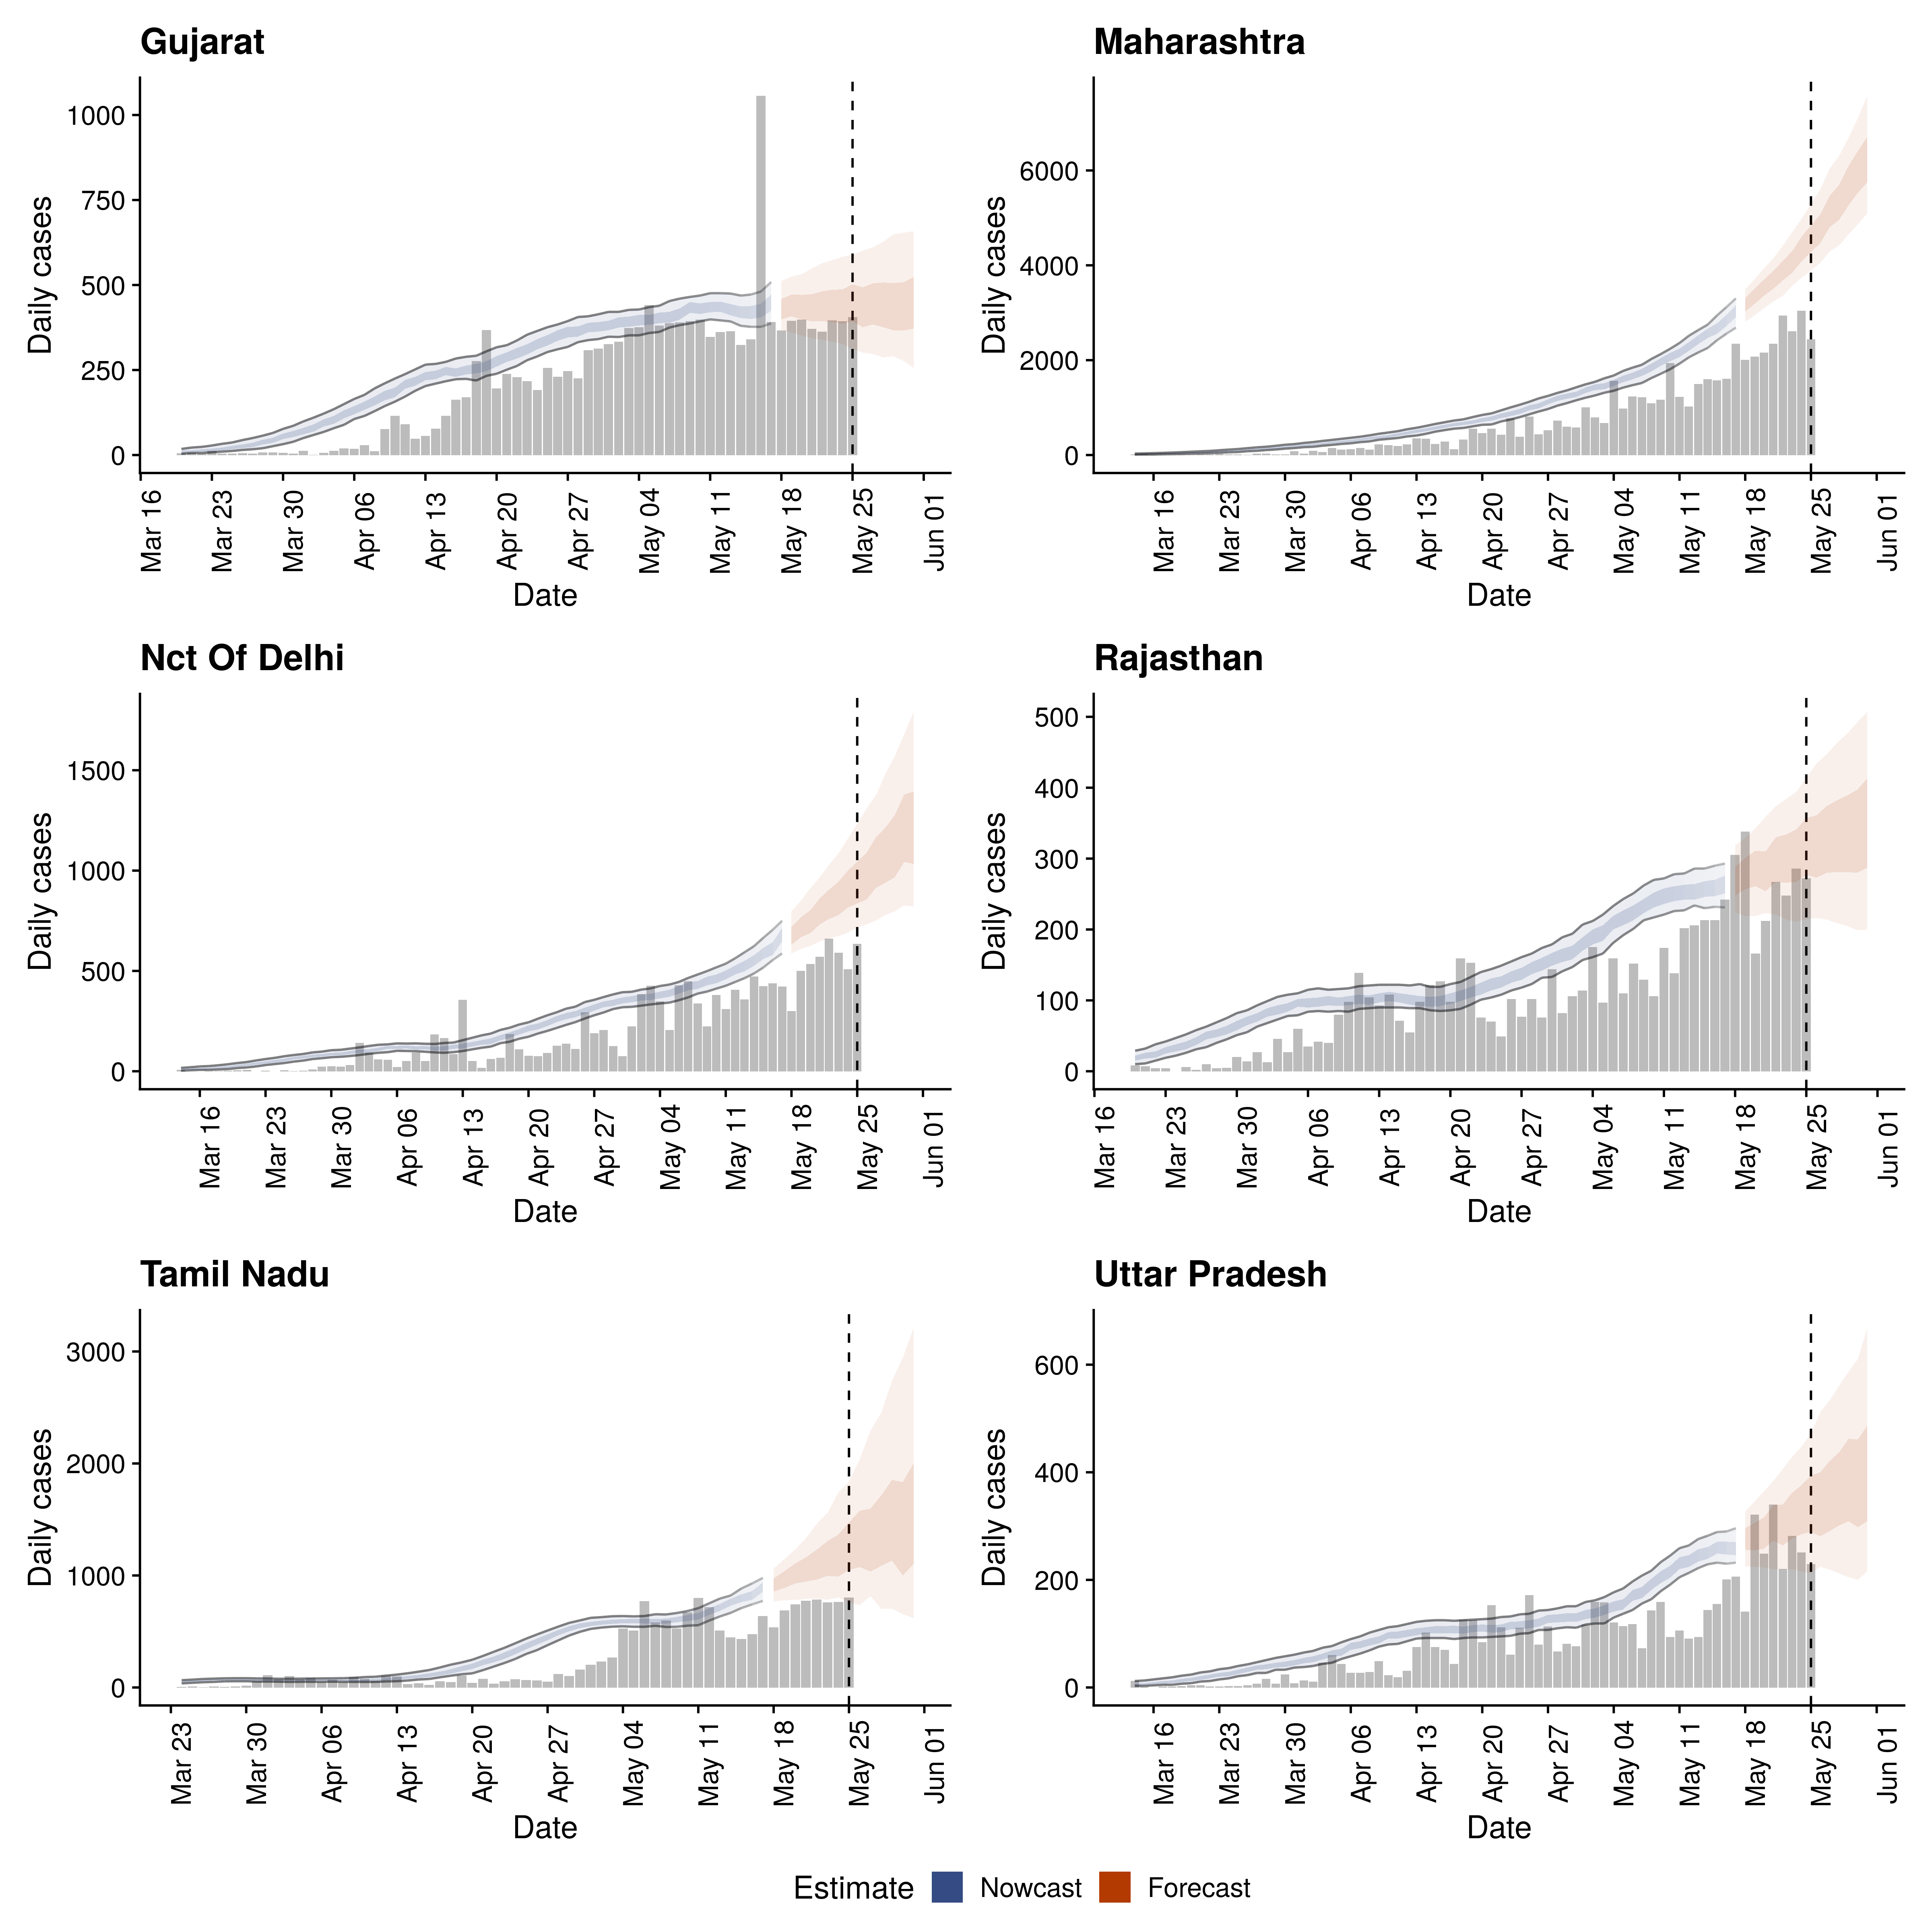 Gujarat
Daily cases
1000
750
500
250
0
Mar 16
Mar 23
Mar 30
Apr 06
Apr 13
Apr 20
Apr 27
May 04
May 11
May 18
May 25
Jun 01
Date
Maharashtra
Daily cases
6000
4000
2000
0
Mar 16
Mar 23
Mar 30
Apr 06
Apr 13
Apr 20
Apr 27
May 04
May 11
May 18
May 25
Jun 01
Date
Nct Of Delhi
Daily cases
1500
1000
500
0
Mar 16
Mar 23
Mar 30
Apr 06
Apr 13
Apr 20
Apr 27
May 04
May 11
May 18
May 25
Jun 01
Date
Rajasthan
Daily cases
500
400
300
200
100
0
Mar 16
Mar 23
Mar 30
Apr 06
Apr 13
Apr 20
Apr 27
May 04
May 11
May 18
May 25
Jun 01
Date
Tamil Nadu
Daily cases
3000
2000
1000
0
Mar 23
Mar 30
Apr 06
Apr 13
Apr 20
Apr 27
May 04
May 11
May 18
May 25
Jun 01
Date
Uttar Pradesh
Daily cases
600
400
200
0
Mar 16
Mar 23
Mar 30
Apr 06
Apr 13
Apr 20
Apr 27
May 04
May 11
May 18
May 25
Jun 01
Date
Estimate Nowcast Forecast